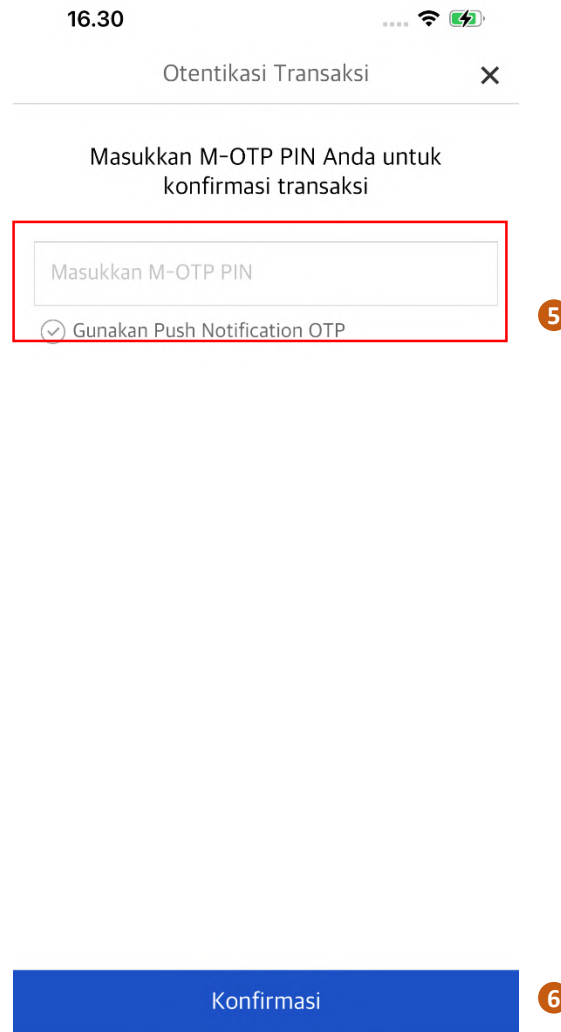 16.30
Otentikasi Transaksi
Masukkan M-OTP PIN Anda untuk
konfirmasi transaksi
Masukkan M-OTP PIN
Gunakan Push Notification OTP
5
Konfirmasi
6